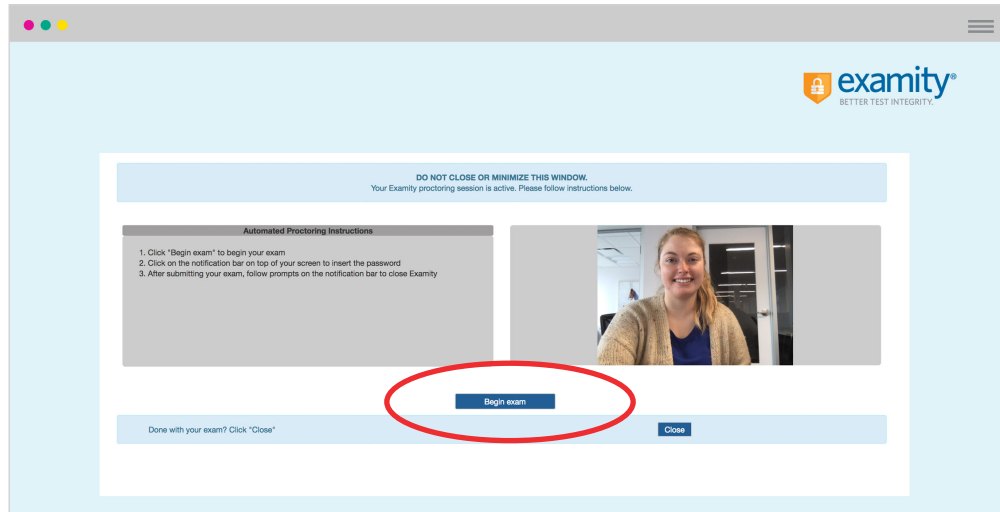 examity®
BETTER TEST INTEGRITY.
DO NOT CLOSE OR MINIMIZE THIS WINDOW.
Your Examity proctoring session is active. Please follow instructions below.
Automated Proctoring Instructions
1. Click "Begin exam" to begin your exam
2. Click on the notification bar on top of your screen to insert the password
3. After submitting your exam, follow prompts on the notification bar to close Examity
Begin exam
Done with your exam? Click "Close"
Close